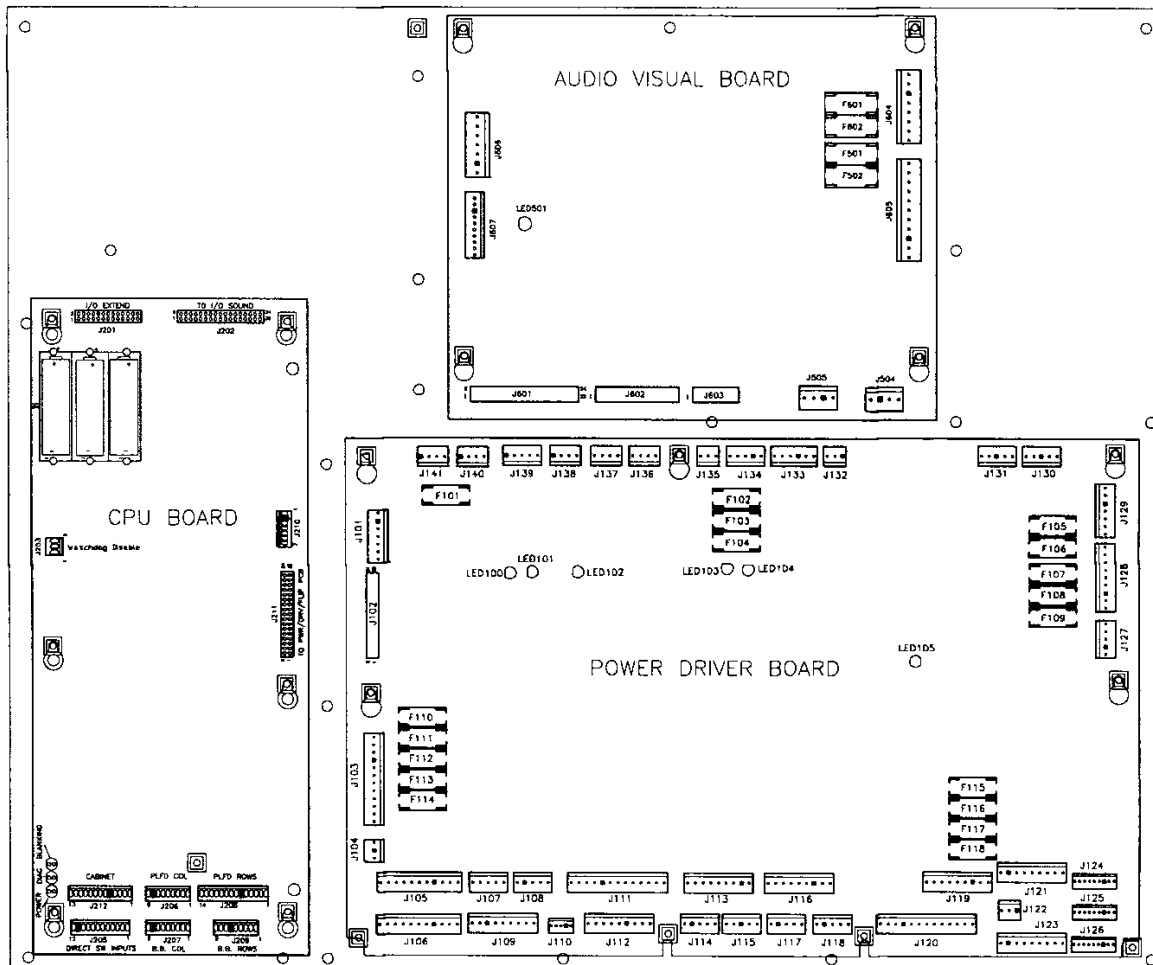 AUDIO VISUAL BOARD
F601
F602
F501
F502
J604
J605
J606
J607
LED501
J601
J602
J603
J505
J504
I/O EXTEND
J201
TO I/O SOUND
J202
CPU BOARD
J203
Watchdog Disable
J210
J211
TO PWR/DRV/FLIP PCB
BLANKING
DIAG
POWER
CABINET
J212
PLFD COL
J206
PLFD ROWS
J208
J205
DIRECT SW INPUTS
J207
B.B. COL
J209
B.B. ROWS
J141
J140
J139
J138
J137
J136
J135
J134
J133
J132
J131
J130
F101
F102
F103
F104
J101
J102
LED100
LED101
LED102
LED103
LED104
F105
F106
F107
F108
F109
J129
J128
J127
LED105
POWER DRIVER BOARD
F110
F111
F112
F113
F114
J103
J104
F115
F116
F117
F118
J105
J107
J108
J111
J113
J116
J119
J121
J124
J106
J109
J110
J112
J114
J115
J117
J118
J120
J122
J123
J125
J126